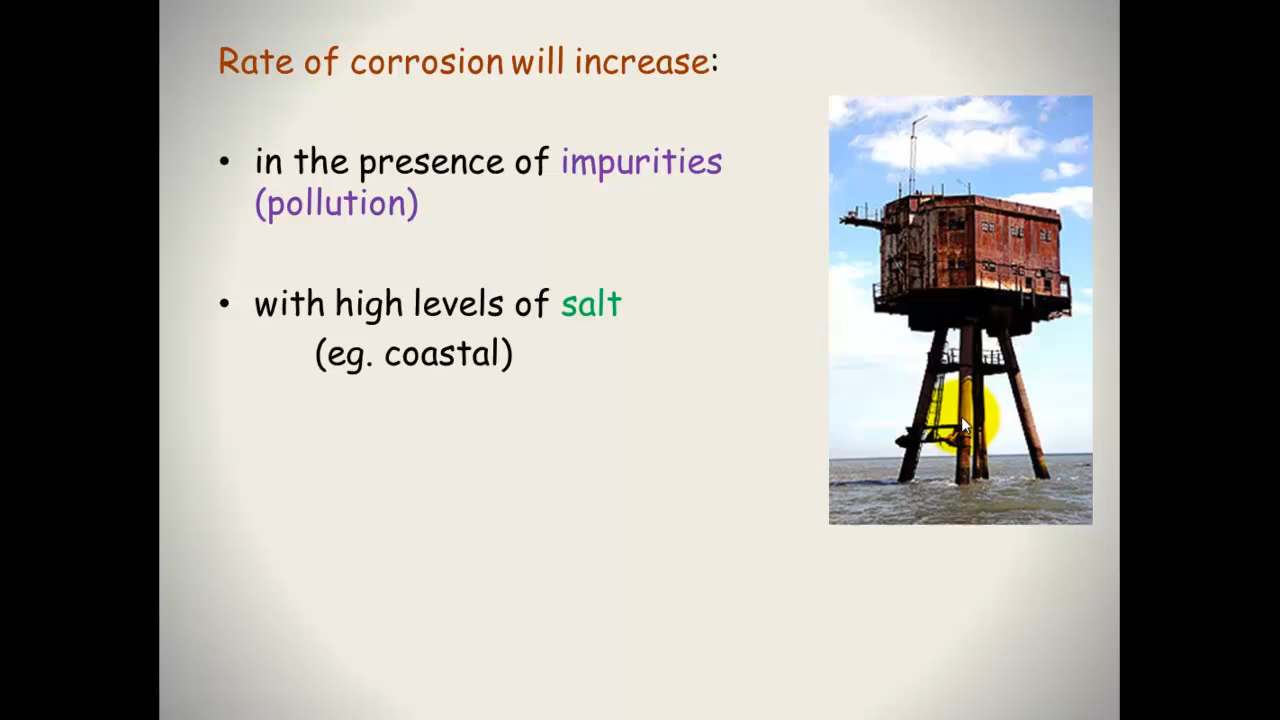 Rate of corrosion will increase:
• in the presence of impurities
(pollution)
• with high levels of salt
(eg. coastal)